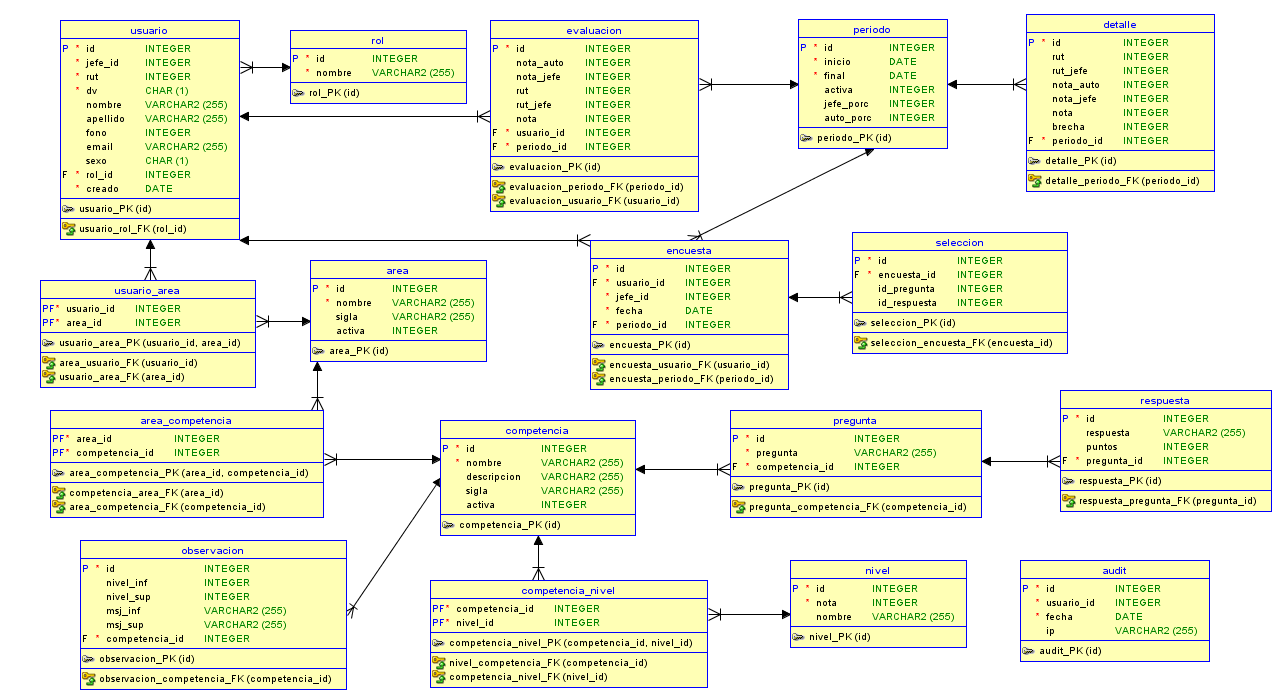 usuario
P * id INTEGER
* jefe_id INTEGER
* rut INTEGER
* dv CHAR (1)
nombre VARCHAR2 (255)
apellido VARCHAR2 (255)
fono INTEGER
email VARCHAR2 (255)
sexo CHAR (1)
F * rol_id INTEGER
* creado DATE
usuario_PK (id)
usuario_rol_FK (rol_id)
rol
P * id INTEGER
* nombre VARCHAR2 (255)
rol_PK (id)
evaluacion
P * id INTEGER
nota_auto INTEGER
nota_jefe INTEGER
rut INTEGER
rut_jefe INTEGER
nota INTEGER
F * usuario_id INTEGER
F * periodo_id INTEGER
evaluacion_PK (id)
evaluacion_periodo_FK (periodo_id)
evaluacion_usuario_FK (usuario_id)
periodo
P * id INTEGER
* inicio DATE
* final DATE
activa INTEGER
jefe_porc INTEGER
auto_porc INTEGER
periodo_PK (id)
detalle
P * id INTEGER
rut INTEGER
rut_jefe INTEGER
nota_auto INTEGER
nota_jefe INTEGER
nota INTEGER
brecha INTEGER
F * periodo_id INTEGER
detalle_PK (id)
detalle_periodo_FK (periodo_id)
usuario_area
PF* usuario_id INTEGER
PF* area_id INTEGER
usuario_area_PK (usuario_id, area_id)
area_usuario_FK (usuario_id)
usuario_area_FK (area_id)
area
P * id INTEGER
* nombre VARCHAR2 (255)
sigla VARCHAR2 (255)
activa INTEGER
area_PK (id)
encuesta
P * id INTEGER
F * usuario_id INTEGER
* jefe_id INTEGER
* fecha DATE
F * periodo_id INTEGER
encuesta_PK (id)
encuesta_usuario_FK (usuario_id)
encuesta_periodo_FK (periodo_id)
seleccion
P * id INTEGER
F * encuesta_id INTEGER
id_pregunta INTEGER
id_respuesta INTEGER
seleccion_PK (id)
seleccion_encuesta_FK (encuesta_id)
area_competencia
PF* area_id INTEGER
PF* competencia_id INTEGER
area_competencia_PK (area_id, competencia_id)
competencia_area_FK (area_id)
area_competencia_FK (competencia_id)
competencia
P * id INTEGER
* nombre VARCHAR2 (255)
descripcion VARCHAR2 (255)
sigla VARCHAR2 (255)
activa INTEGER
competencia_PK (id)
pregunta
P * id INTEGER
* pregunta VARCHAR2 (255)
F * competencia_id INTEGER
pregunta_PK (id)
pregunta_competencia_FK (competencia_id)
respuesta
P * id INTEGER
respuesta VARCHAR2 (255)
puntos INTEGER
F * pregunta_id INTEGER
respuesta_PK (id)
respuesta_pregunta_FK (pregunta_id)
observacion
P * id INTEGER
nivel_inf INTEGER
nivel_sup INTEGER
msj_inf VARCHAR2 (255)
msj_sup VARCHAR2 (255)
F * competencia_id INTEGER
observacion_PK (id)
observacion_competencia_FK (competencia_id)
competencia_nivel
PF* competencia_id INTEGER
PF* nivel_id INTEGER
competencia_nivel_PK (competencia_id, nivel_id)
nivel_competencia_FK (competencia_id)
competencia_nivel_FK (nivel_id)
nivel
P * id INTEGER
* nota INTEGER
nombre VARCHAR2 (255)
nivel_PK (id)
audit
P * id INTEGER
* usuario_id INTEGER
* fecha DATE
ip VARCHAR2 (255)
audit_PK (id)